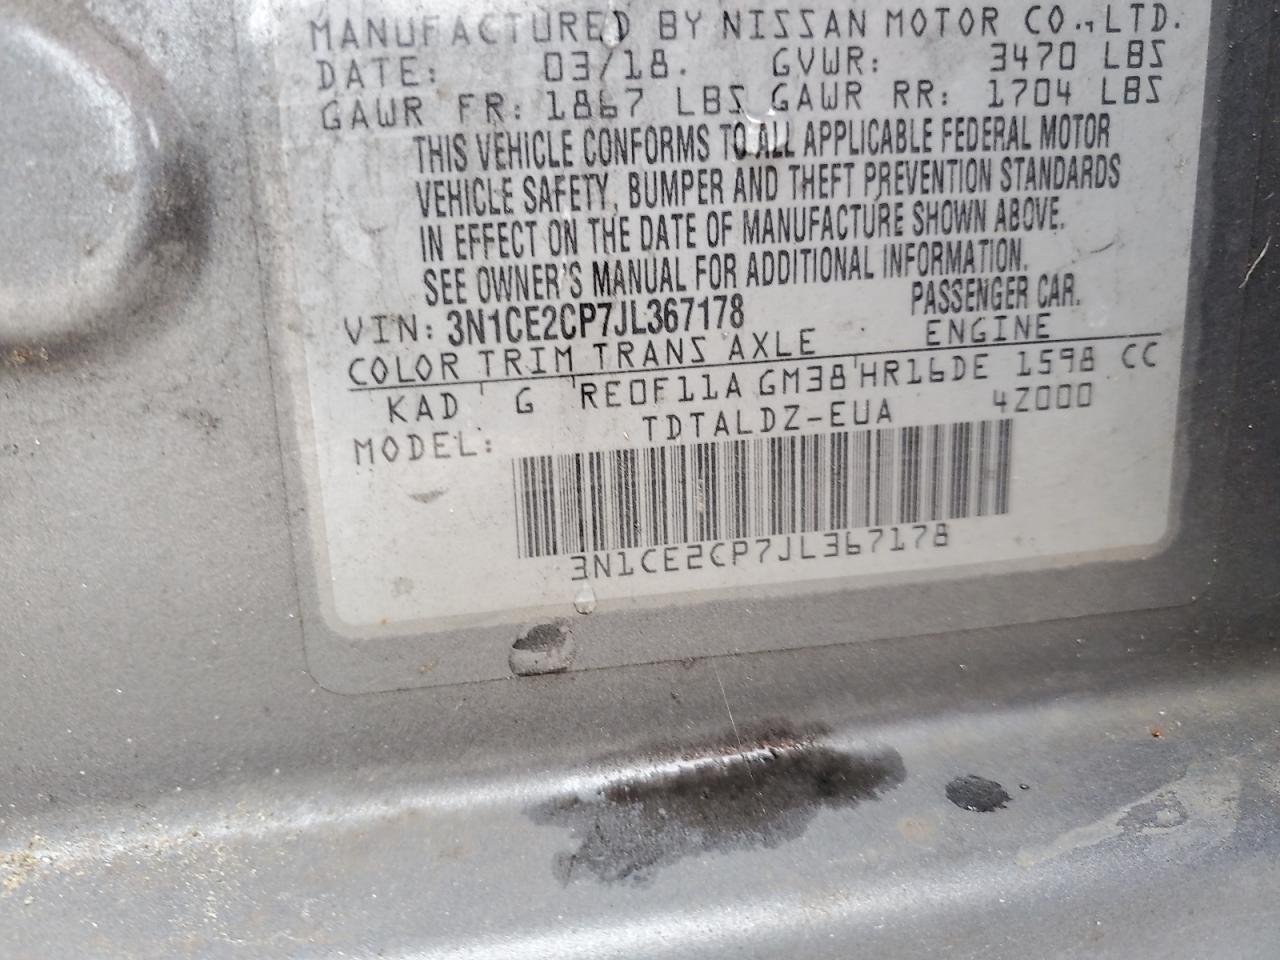 MANUFACTURED BY NISSAN MOTOR CO.,LTD.
DATE: 03/18. GVWR: 3470 LBS
GAWR FR: 1867 LBS GAWR RR: 1704 LBS
THIS VEHICLE CONFORMS TO ALL APPLICABLE FEDERAL MOTOR
VEHICLE SAFETY, BUMPER AND THEFT PREVENTION STANDARDS
IN EFFECT ON THE DATE OF MANUFACTURE SHOWN ABOVE.
SEE OWNER'S MANUAL FOR ADDITIONAL INFORMATION.
VIN: 3N1CE2CP7JL367178 PASSENGER CAR.
COLOR TRIM TRANS AXLE ENGINE
KAD G RE0F11A GM38 HR16DE 1598 CC
MODEL: TDTALDZ-EUA 4Z000
3N1CE2CP7JL367178